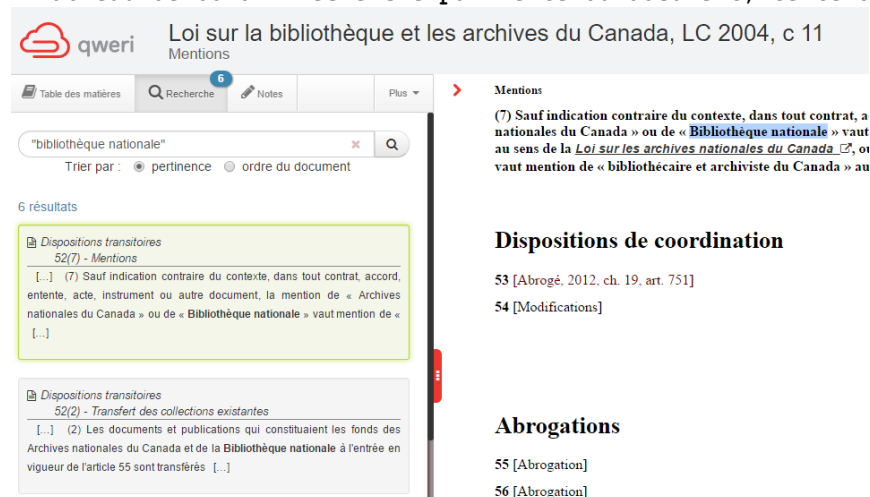 qweri
Loi sur la bibliothèque et les archives du Canada, LC 2004, c 11
Mentions
Table des matières
Recherche
6
Notes
Plus
"bibliothèque nationale"
Trier par : pertinence ordre du document
6 résultats
Dispositions transitoires
52(7) - Mentions
[...] (7) Sauf indication contraire du contexte, dans tout contrat, accord,
entente, acte, instrument ou autre document, la mention de « Archives
nationales du Canada » ou de « Bibliothèque nationale » vaut mention de «
[...]
Dispositions transitoires
52(2) - Transfert des collections existantes
[...] (2) Les documents et publications qui constituaient les fonds des
Archives nationales du Canada et de la Bibliothèque nationale à l'entrée en
vigueur de l'article 55 sont transférés [...]
Mentions
(7) Sauf indication contraire du contexte, dans tout contrat,
nationales du Canada » ou de « Bibliothèque nationale » vaut
au sens de la Loi sur les archives nationales du Canada
vaut mention de « bibliothécaire et archiviste du Canada » au
Dispositions de coordination
53 [Abrogé, 2012, ch. 19, art. 751]
54 [Modifications]
Abrogations
55 [Abrogation]
56 [Abrogation]